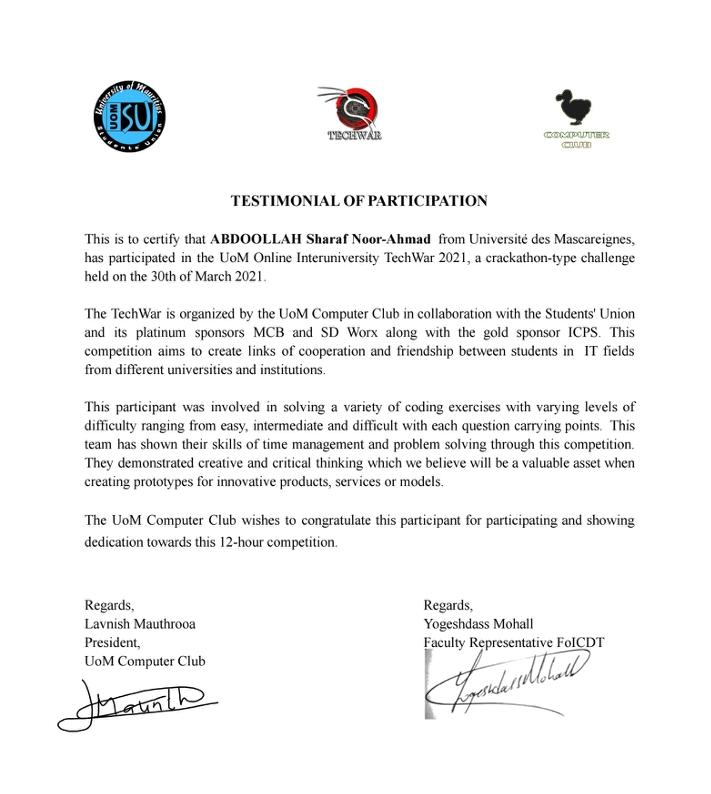 University of Mauritius
UOM SU
Students Union
TECHWAR
COMPUTER
CLUB
TESTIMONIAL OF PARTICIPATION
This is to certify that ABDOOLLAH Sharaf Noor-Ahmad from Université des Mascareignes,
has participated in the UoM Online Interuniversity TechWar 2021, a crackathon-type challenge
held on the 30th of March 2021.
The TechWar is organized by the UoM Computer Club in collaboration with the Students' Union
and its platinum sponsors MCB and SD Worx along with the gold sponsor ICPS. This
competition aims to create links of cooperation and friendship between students in IT fields
from different universities and institutions.
This participant was involved in solving a variety of coding exercises with varying levels of
difficulty ranging from easy, intermediate and difficult with each question carrying points. This
team has shown their skills of time management and problem solving through this competition.
They demonstrated creative and critical thinking which we believe will be a valuable asset when
creating prototypes for innovative products, services or models.
The UoM Computer Club wishes to congratulate this participant for participating and showing
dedication towards this 12-hour competition.
Regards,
Lavnish Mauthrooa
President,
UoM Computer Club
Regards,
Yogeshdass Mohall
Faculty Representative FoICDT
YogeshdassMohall